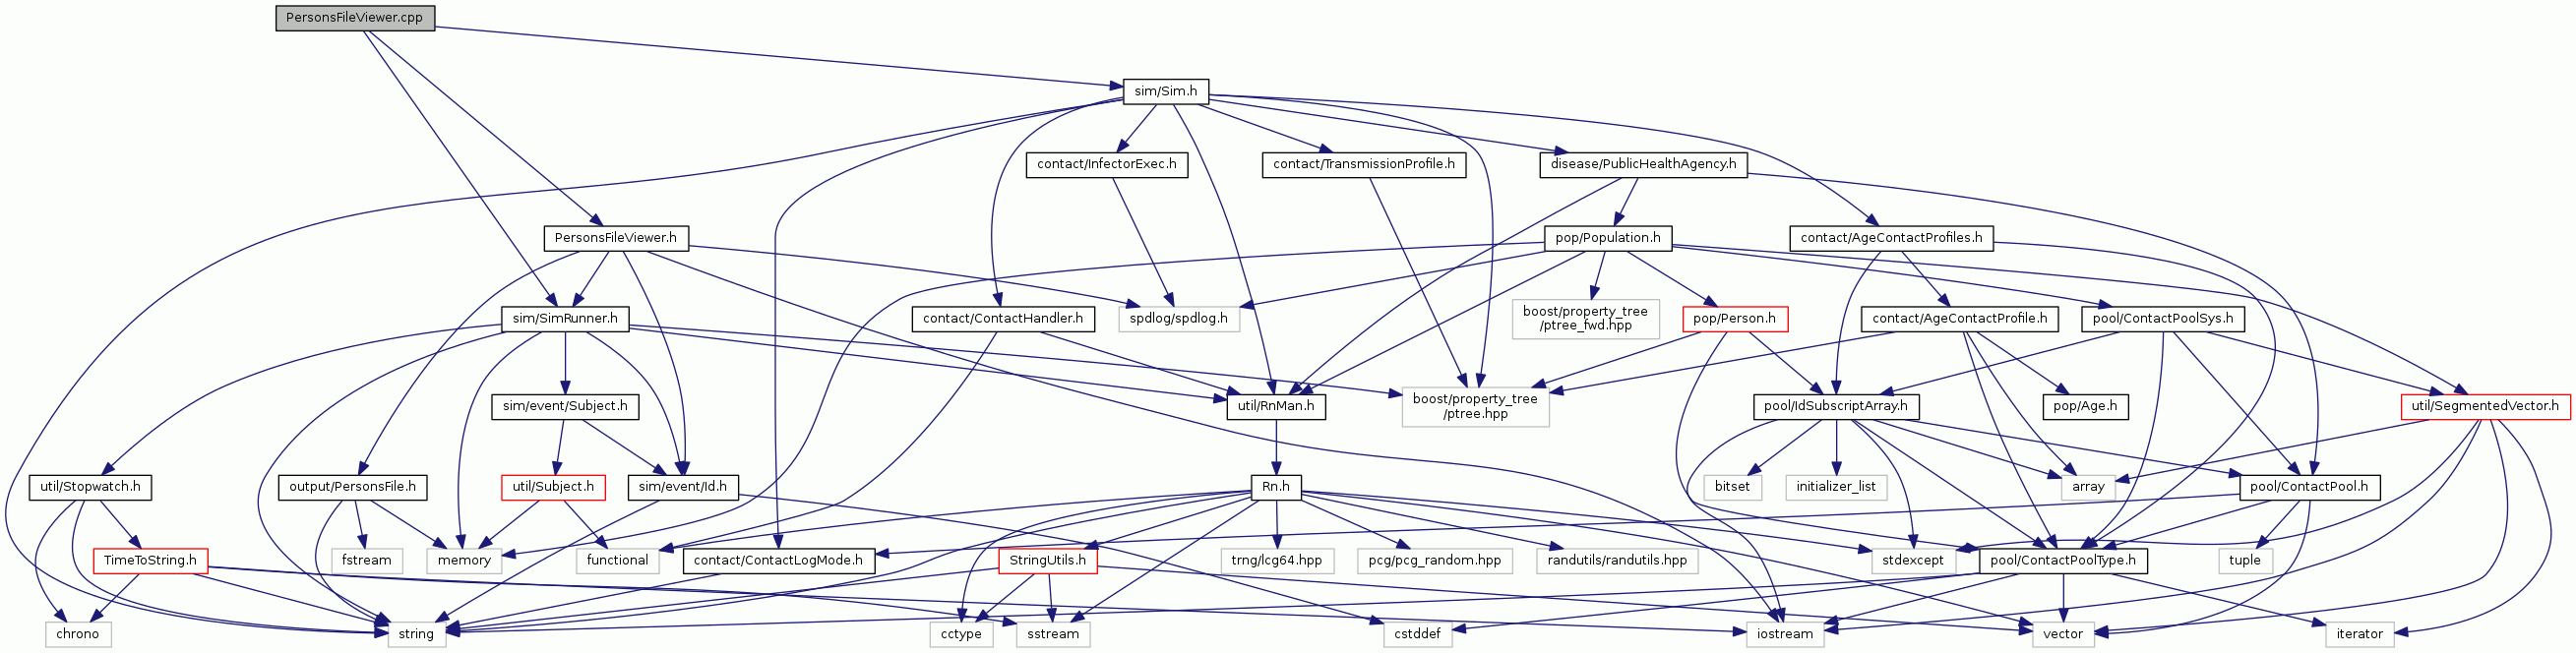 PersonsFileViewer.cpp
sim/Sim.h
contact/InfectorExec.h
contact/TransmissionProfile.h
disease/PublicHealthAgency.h
PersonsFileViewer.h
pop/Population.h
contact/AgeContactProfiles.h
sim/SimRunner.h
contact/ContactHandler.h
spdlog/spdlog.h
boost/property_tree
/ptree_fwd.hpp
pop/Person.h
contact/AgeContactProfile.h
pool/ContactPoolSys.h
sim/event/Subject.h
util/RnMan.h
boost/property_tree
/ptree.hpp
pool/IdSubscriptArray.h
pop/Age.h
util/SegmentedVector.h
util/Stopwatch.h
output/PersonsFile.h
util/Subject.h
sim/event/Id.h
Rn.h
bitset
initializer_list
array
pool/ContactPool.h
TimeToString.h
fstream
memory
functional
contact/ContactLogMode.h
StringUtils.h
trng/lcg64.hpp
pcg/pcg_random.hpp
randutils/randutils.hpp
stdexcept
pool/ContactPoolType.h
tuple
chrono
string
cctype
sstream
cstddef
iostream
vector
iterator